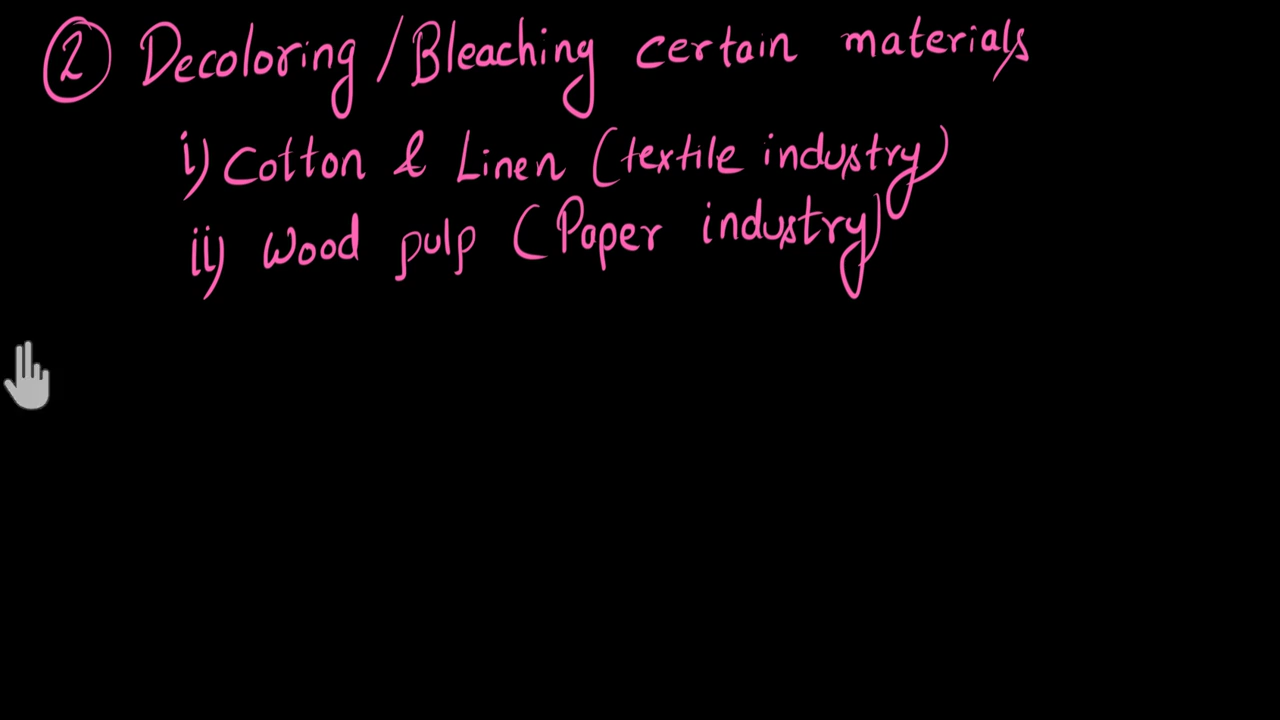 ② Decoloring / Bleaching certain materials
i) Cotton & Linen (textile industry)
ii) Wood pulp (Paper industry)